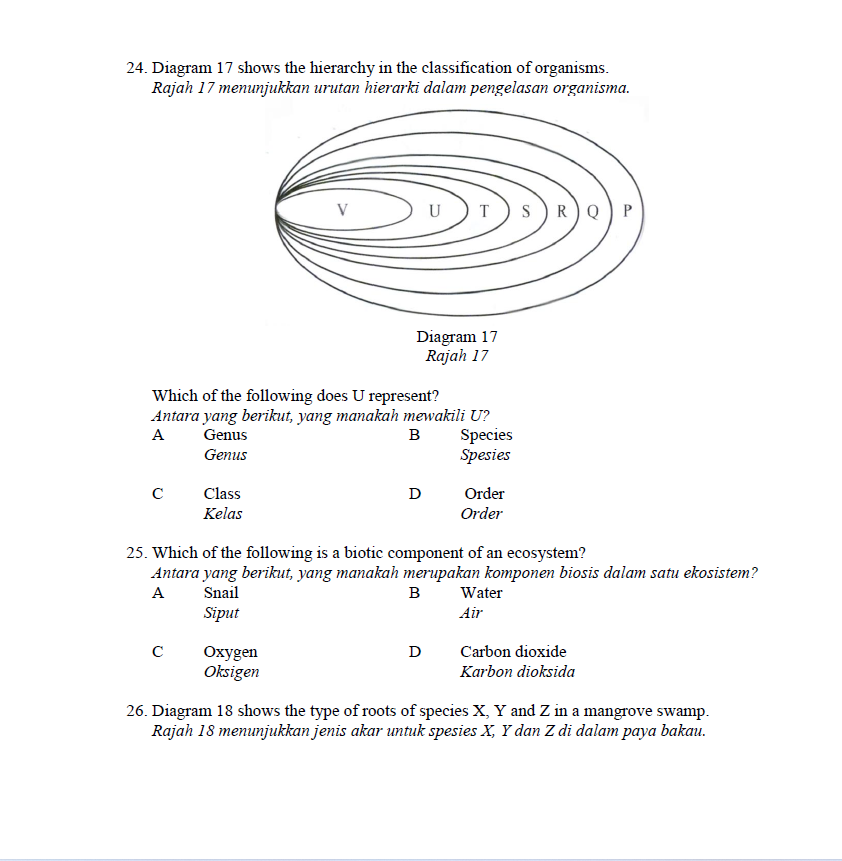 24. Diagram 17 shows the hierarchy in the classification of organisms.
Rajah 17 menunjukkan urutan hierarki dalam pengelasan organisma.
V U T S R Q P
Diagram 17
Rajah 17
Which of the following does U represent?
Antara yang berikut, yang manakah mewakili U?
A Genus B Species
Genus Spesies
C Class D Order
Kelas Order
25. Which of the following is a biotic component of an ecosystem?
Antara yang berikut, yang manakah merupakan komponen biosis dalam satu ekosistem?
A Snail B Water
Siput Air
C Oxygen D Carbon dioxide
Oksigen Karbon dioksida
26. Diagram 18 shows the type of roots of species X, Y and Z in a mangrove swamp.
Rajah 18 menunjukkan jenis akar untuk spesies X, Y dan Z di dalam paya bakau.